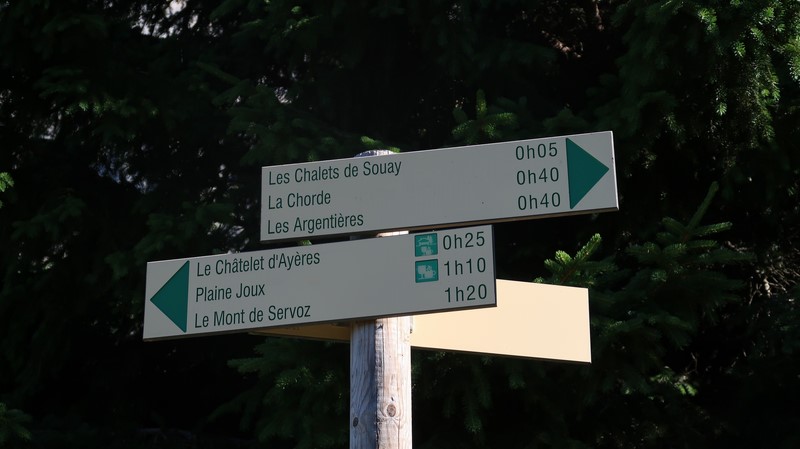 Les Chalets de Souay 0h05
La Chorde 0h40
Les Argentières 0h40
Le Châtelet d'Ayères 0h25
Plaine Joux 1h10
Le Mont de Servoz 1h20